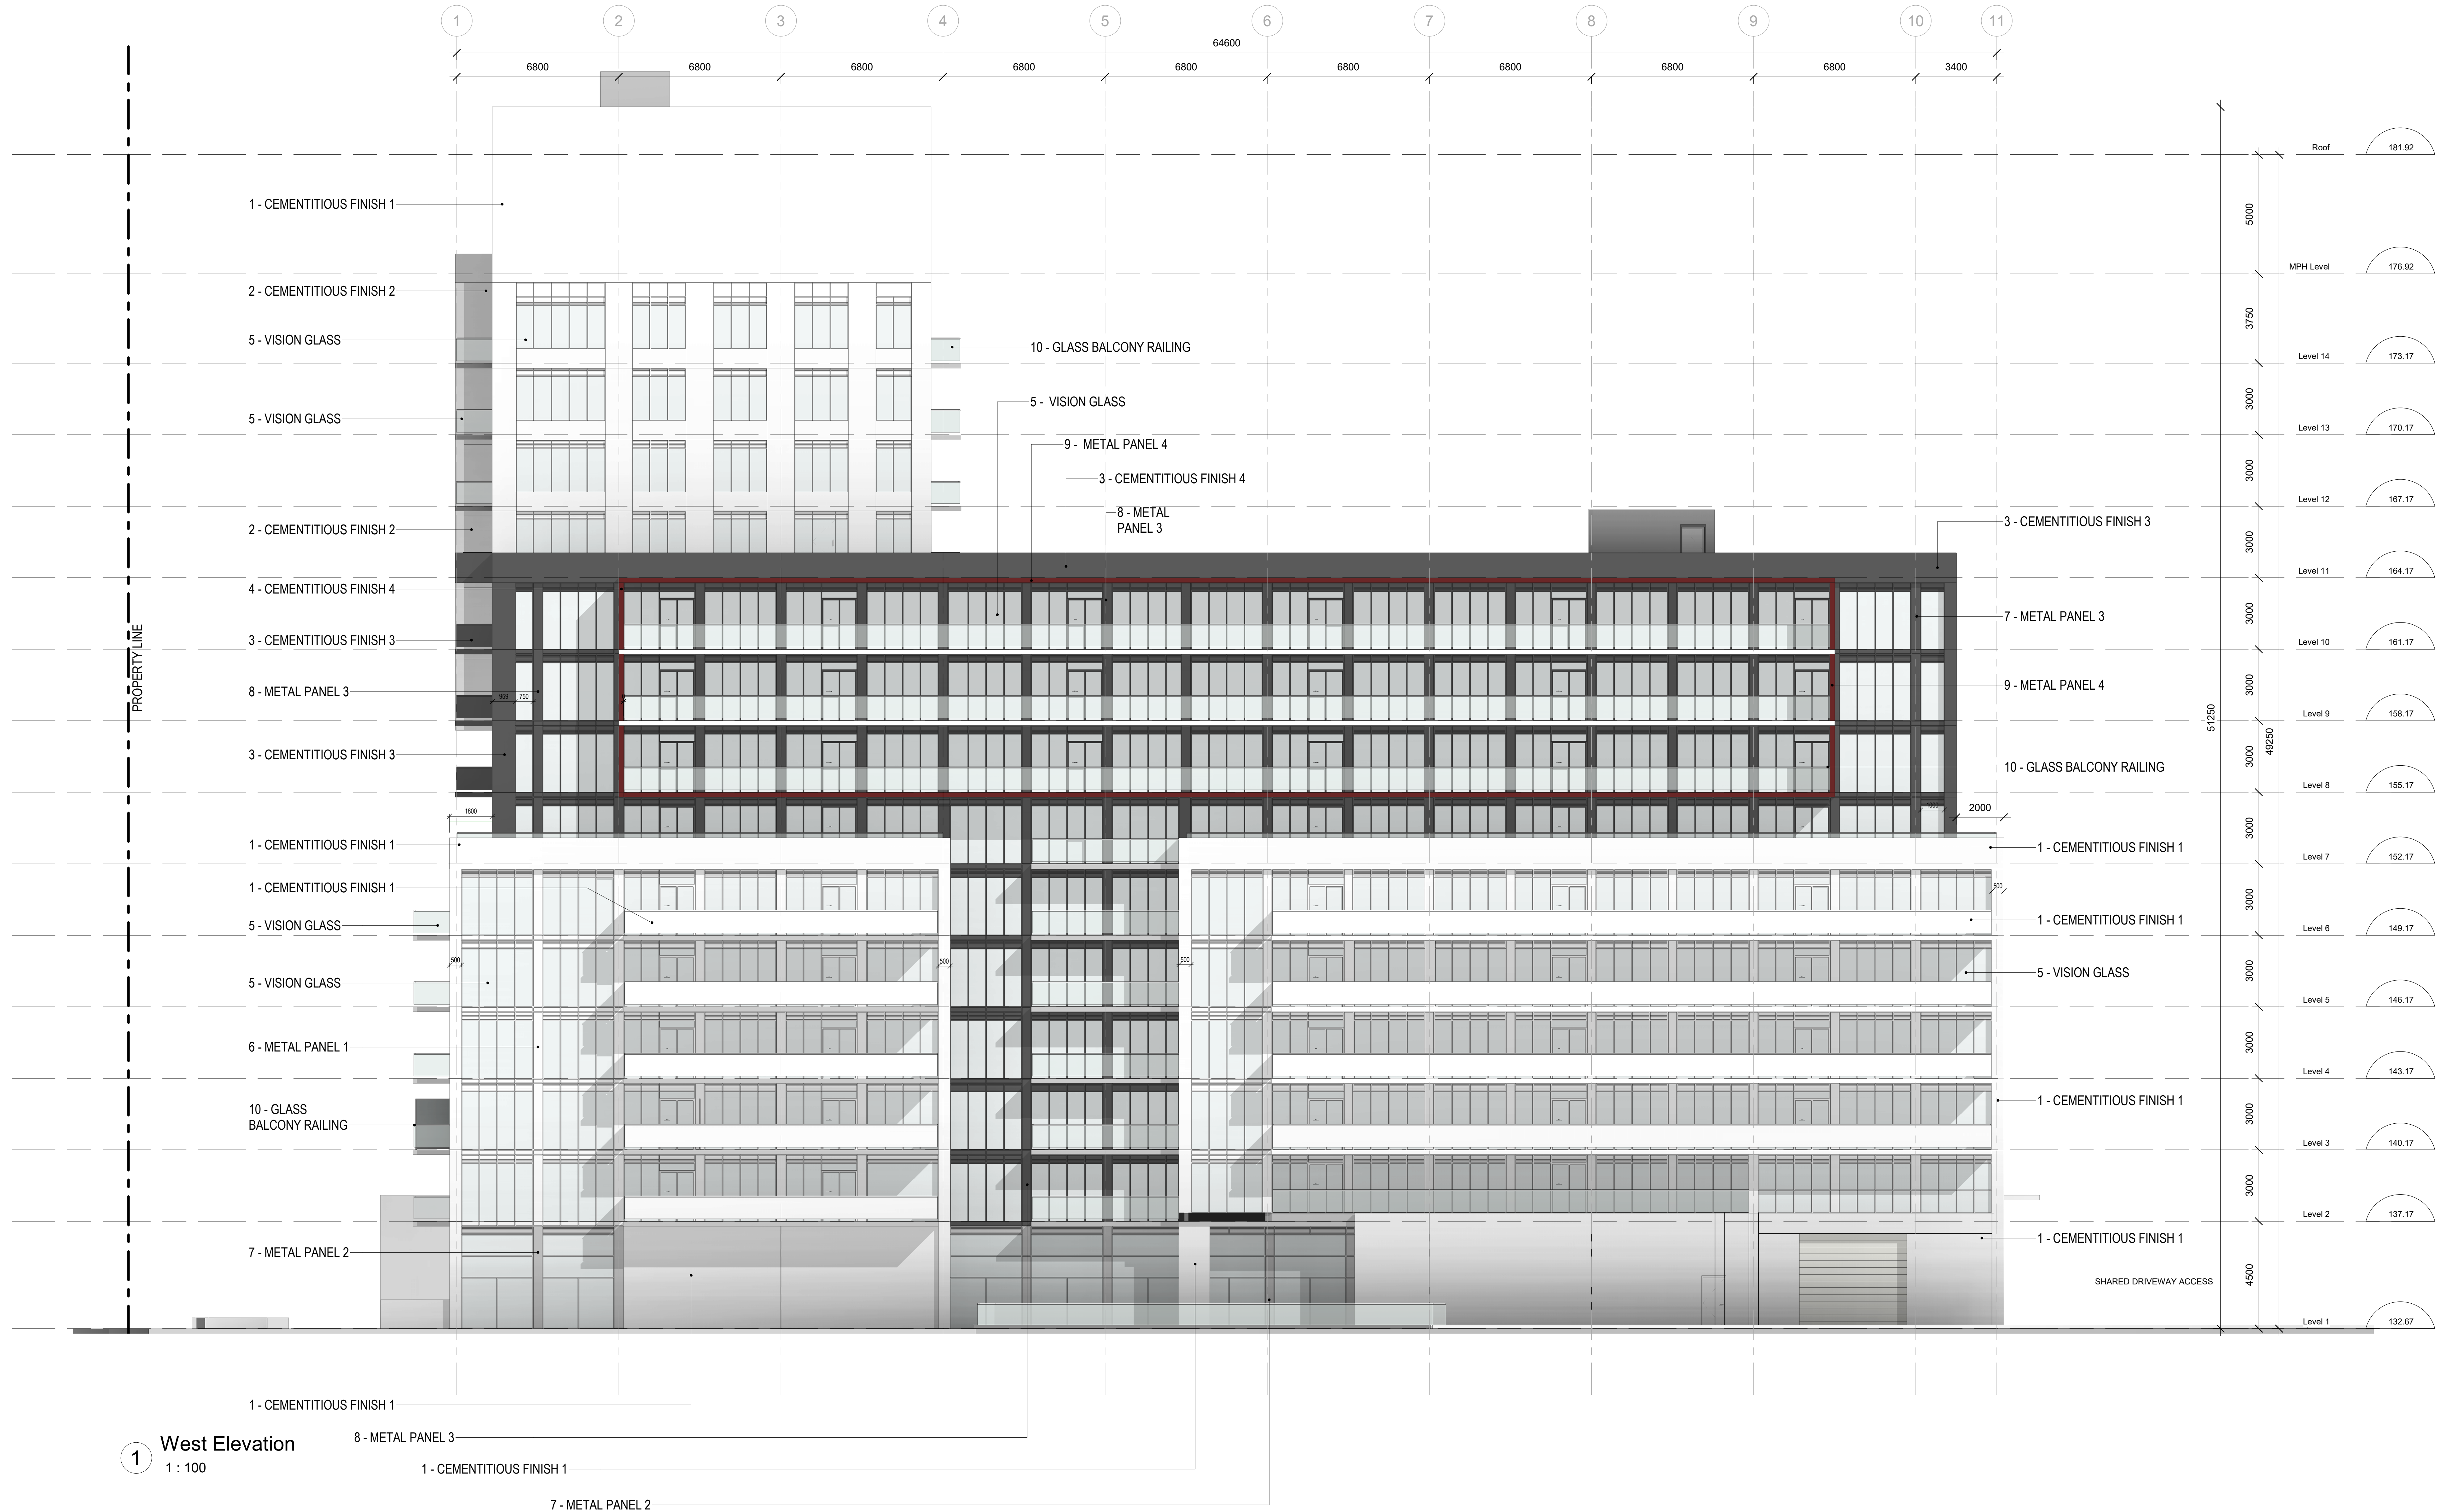 1 2 3 4 5 6 7 8 9 10 11
64600
6800 6800 6800 6800 6800 6800 6800 6800 6800 3400
Roof 181.92
1 - CEMENTITIOUS FINISH 1
5000
MPH Level 176.92
2 - CEMENTITIOUS FINISH 2
3750
5 - VISION GLASS
10 - GLASS BALCONY RAILING
Level 14 173.17
5 - VISION GLASS
3000
5 - VISION GLASS
Level 13 170.17
9 - METAL PANEL 4
3000
3 - CEMENTITIOUS FINISH 4
Level 12 167.17
8 - METAL
PANEL 3
3 - CEMENTITIOUS FINISH 3
2 - CEMENTITIOUS FINISH 2
3000
Level 11 164.17
4 - CEMENTITIOUS FINISH 4
3000
7 - METAL PANEL 3
3 - CEMENTITIOUS FINISH 3
PROPERTY LINE
Level 10 161.17
3000
9 - METAL PANEL 4
8 - METAL PANEL 3
959 750
Level 9 158.17
51250
49250
3 - CEMENTITIOUS FINISH 3
3000
10 - GLASS BALCONY RAILING
Level 8 155.17
1800
1000 2000
3000
1 - CEMENTITIOUS FINISH 1
1 - CEMENTITIOUS FINISH 1
Level 7 152.17
1 - CEMENTITIOUS FINISH 1
500
3000
1 - CEMENTITIOUS FINISH 1
5 - VISION GLASS
Level 6 149.17
500 500 500
3000
5 - VISION GLASS
5 - VISION GLASS
Level 5 146.17
6 - METAL PANEL 1
3000
Level 4 143.17
1 - CEMENTITIOUS FINISH 1
3000
10 - GLASS
BALCONY RAILING
Level 3 140.17
3000
Level 2 137.17
1 - CEMENTITIOUS FINISH 1
7 - METAL PANEL 2
4500
SHARED DRIVEWAY ACCESS
Level 1 132.67
1 - CEMENTITIOUS FINISH 1
8 - METAL PANEL 3
1 West Elevation
1 : 100
1 - CEMENTITIOUS FINISH 1
7 - METAL PANEL 2